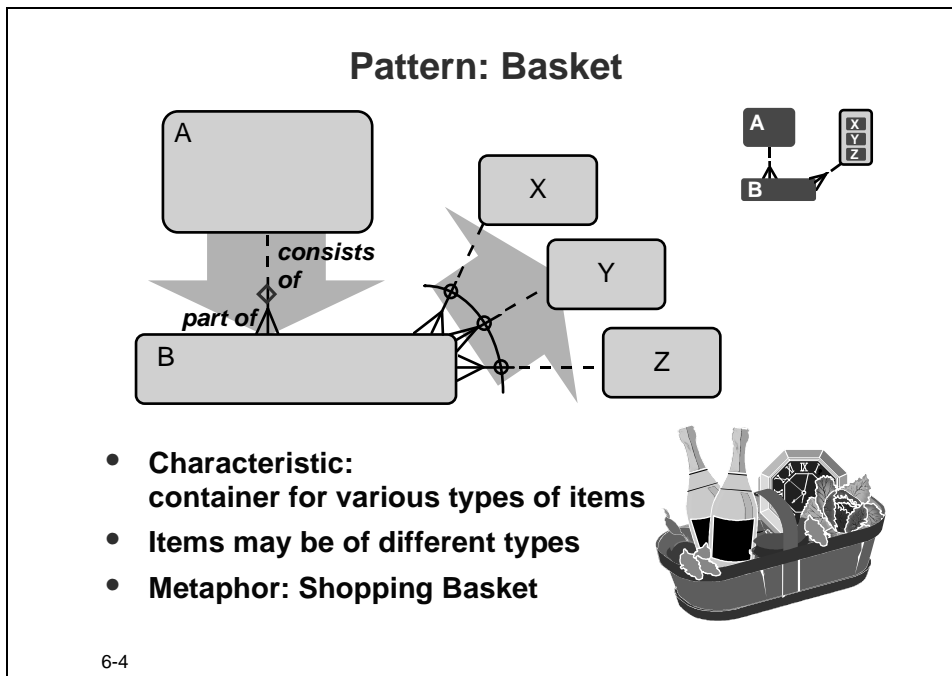 Pattern: Basket
A
consists
of
part of
B
X
Y
Z
A
X
Y
Z
B
• Characteristic:
container for various types of items
• Items may be of different types
• Metaphor: Shopping Basket
6-4